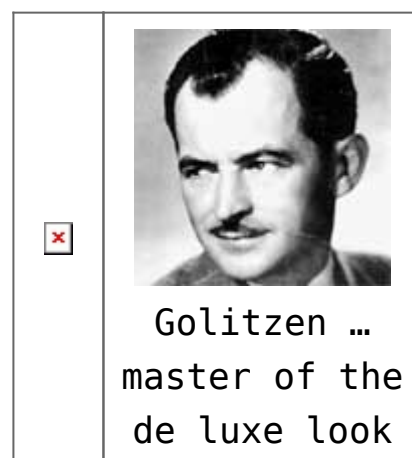 Golitzen …
master of the
de luxe look